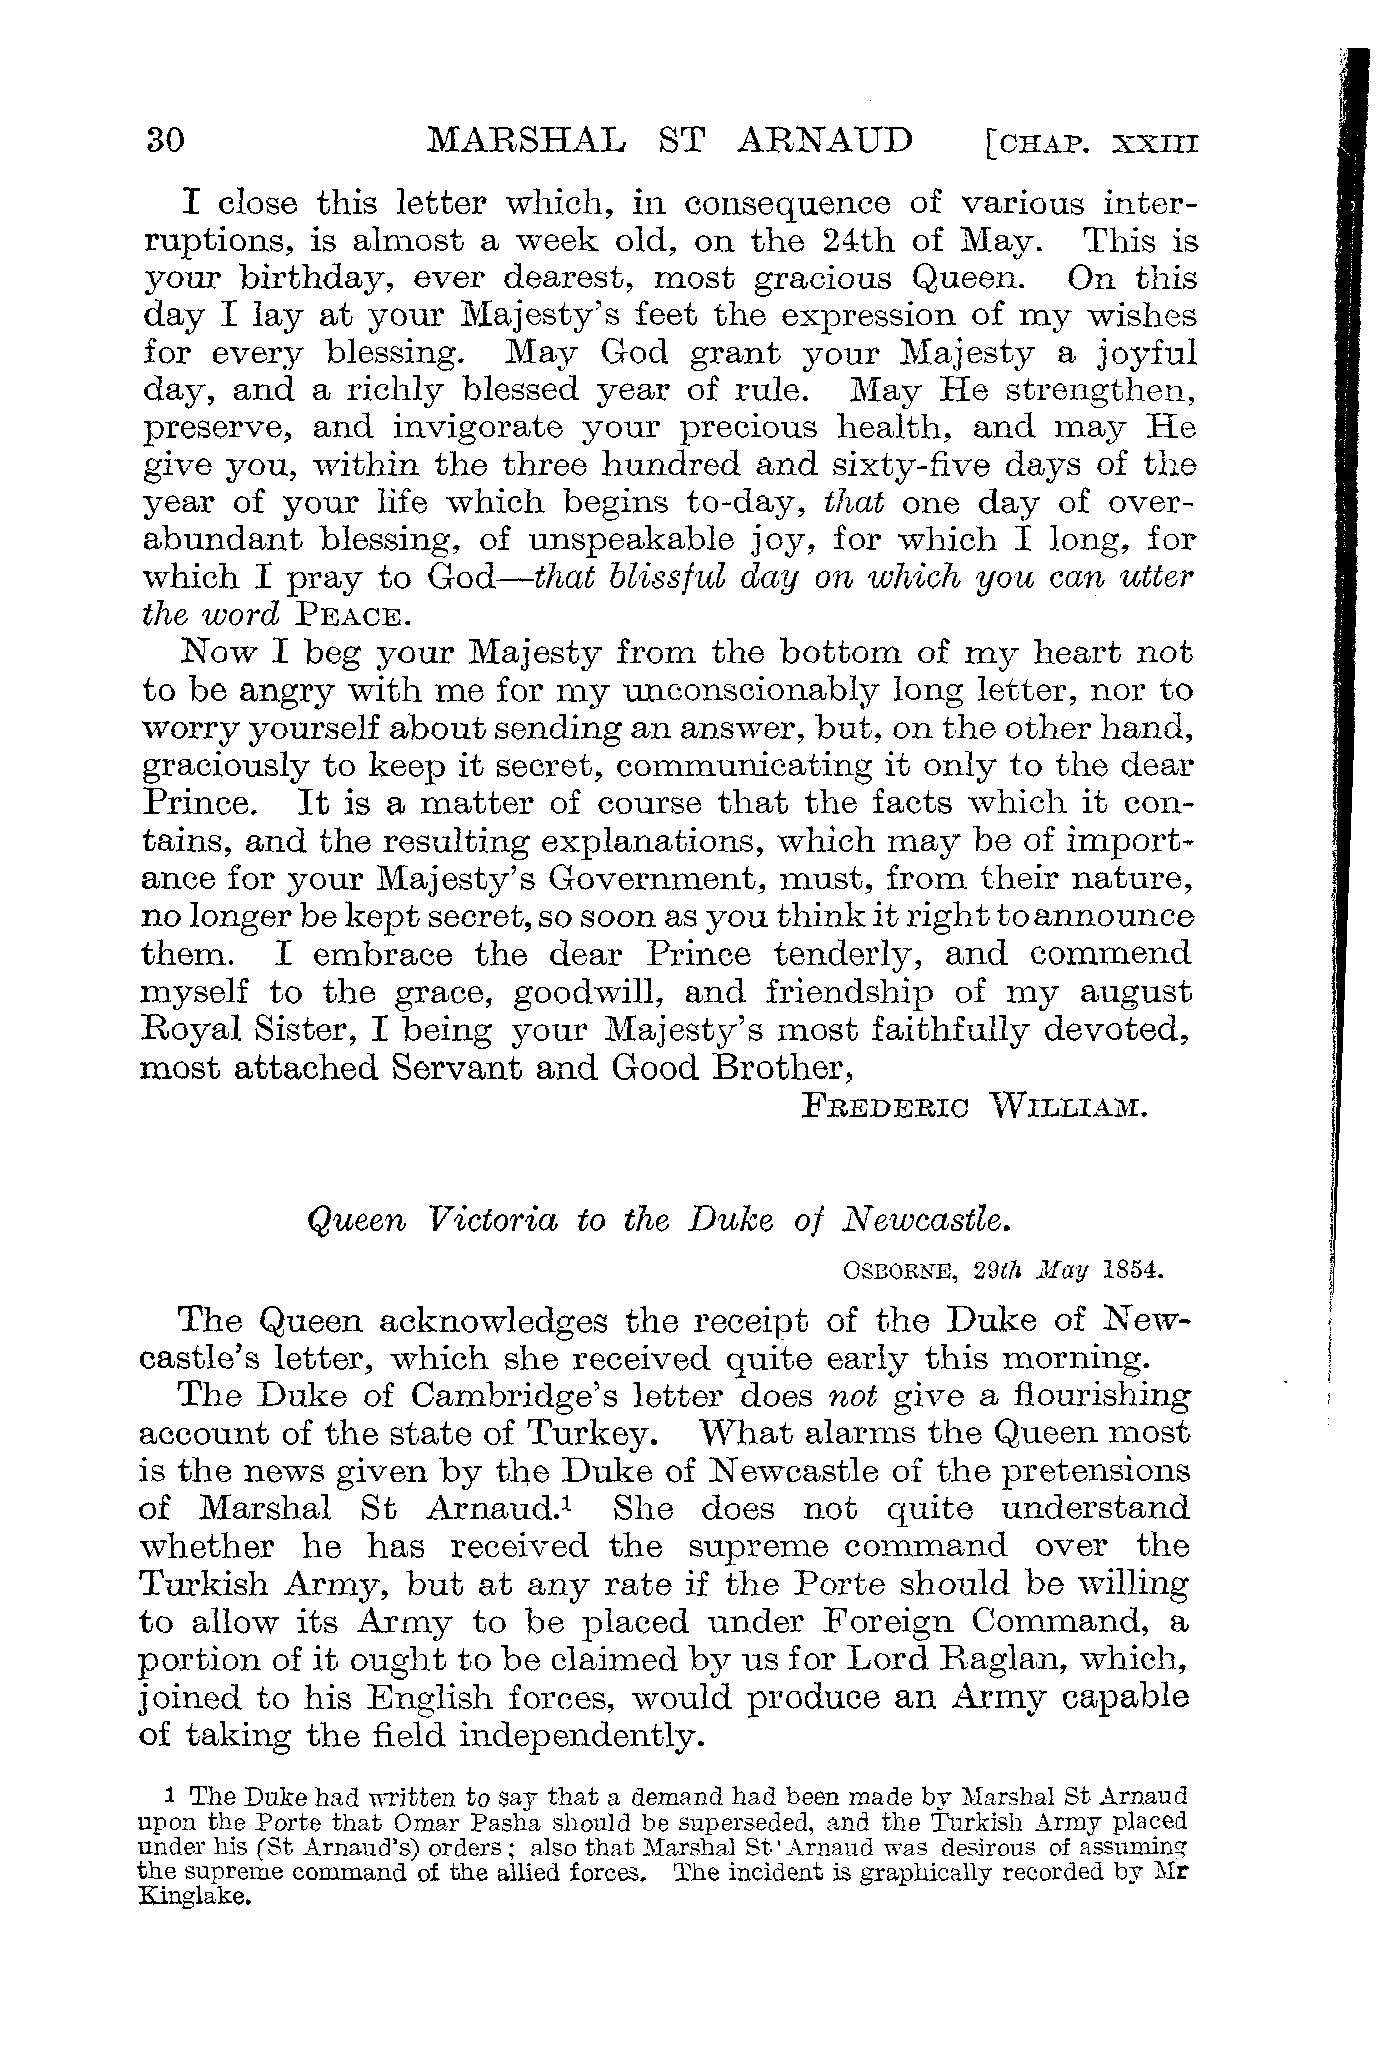 30 MARSHAL ST ARNAUD [CHAP. XXIII
I close this letter which, in consequence of various inter-
ruptions, is almost a week old, on the 24th of May. This is
your birthday, ever dearest, most gracious Queen. On this
day I lay at your Majesty's feet the expression of my wishes
for every blessing. May God grant your Majesty a joyful
day, and a richly blessed year of rule. May He strengthen,
preserve, and invigorate your precious health, and may He
give you, within the three hundred and sixty-five days of the
year of your life which begins to-day, that one day of over-
abundant blessing, of unspeakable joy, for which I long, for
which I pray to God—that blissful day on which you can utter
the word PEACE.
Now I beg your Majesty from the bottom of my heart not
to be angry with me for my unconscionably long letter, nor to
worry yourself about sending an answer, but, on the other hand,
graciously to keep it secret, communicating it only to the dear
Prince. It is a matter of course that the facts which it con-
tains, and the resulting explanations, which may be of import-
ance for your Majesty's Government, must, from their nature,
no longer be kept secret, so soon as you think it right to announce
them. I embrace the dear Prince tenderly, and commend
myself to the grace, goodwill, and friendship of my august
Royal Sister, I being your Majesty's most faithfully devoted,
most attached Servant and Good Brother,
FREDERIC WILLIAM.
Queen Victoria to the Duke of Newcastle.
OSBORNE, 29th May 1854.
The Queen acknowledges the receipt of the Duke of New-
castle's letter, which she received quite early this morning.
The Duke of Cambridge's letter does not give a flourishing
account of the state of Turkey. What alarms the Queen most
is the news given by the Duke of Newcastle of the pretensions
of Marshal St Arnaud.1 She does not quite understand
whether he has received the supreme command over the
Turkish Army, but at any rate if the Porte should be willing
to allow its Army to be placed under Foreign Command, a
portion of it ought to be claimed by us for Lord Raglan, which,
joined to his English forces, would produce an Army capable
of taking the field independently.
1 The Duke had written to say that a demand had been made by Marshal St Arnaud
upon the Porte that Omar Pasha should be superseded, and the Turkish Army placed
under his (St Arnaud's) orders; also that Marshal St Arnaud was desirous of assuming
the supreme command of the allied forces. The incident is graphically recorded by Mr
Kinglake.